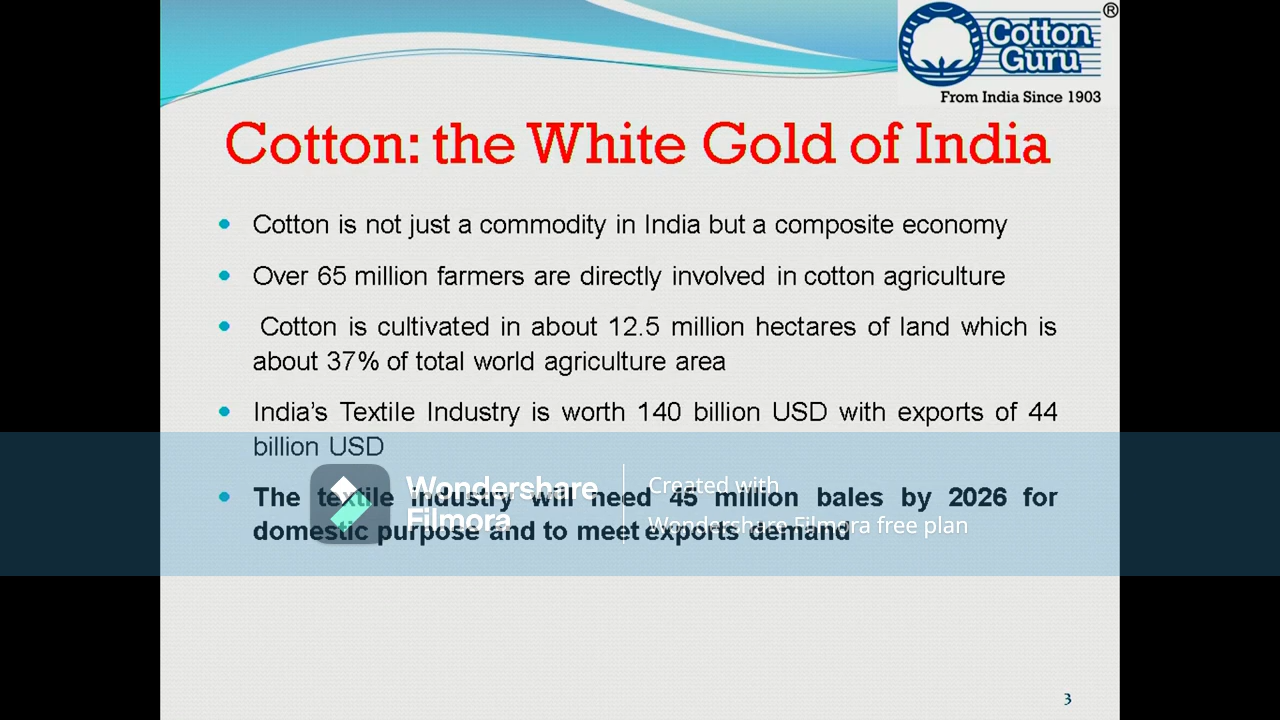 Cotton
Guru
®
From India Since 1903
Cotton: the White Gold of India
• Cotton is not just a commodity in India but a composite economy
• Over 65 million farmers are directly involved in cotton agriculture
• Cotton is cultivated in about 12.5 million hectares of land which is
about 37% of total world agriculture area
• India's Textile Industry is worth 140 billion USD with exports of 44
billion USD
• The textile industry will need 45 million bales by 2026 for
domestic purpose and to meet exports demand
Wondershare
Filmora
Created with
Wondershare Filmora free plan
3